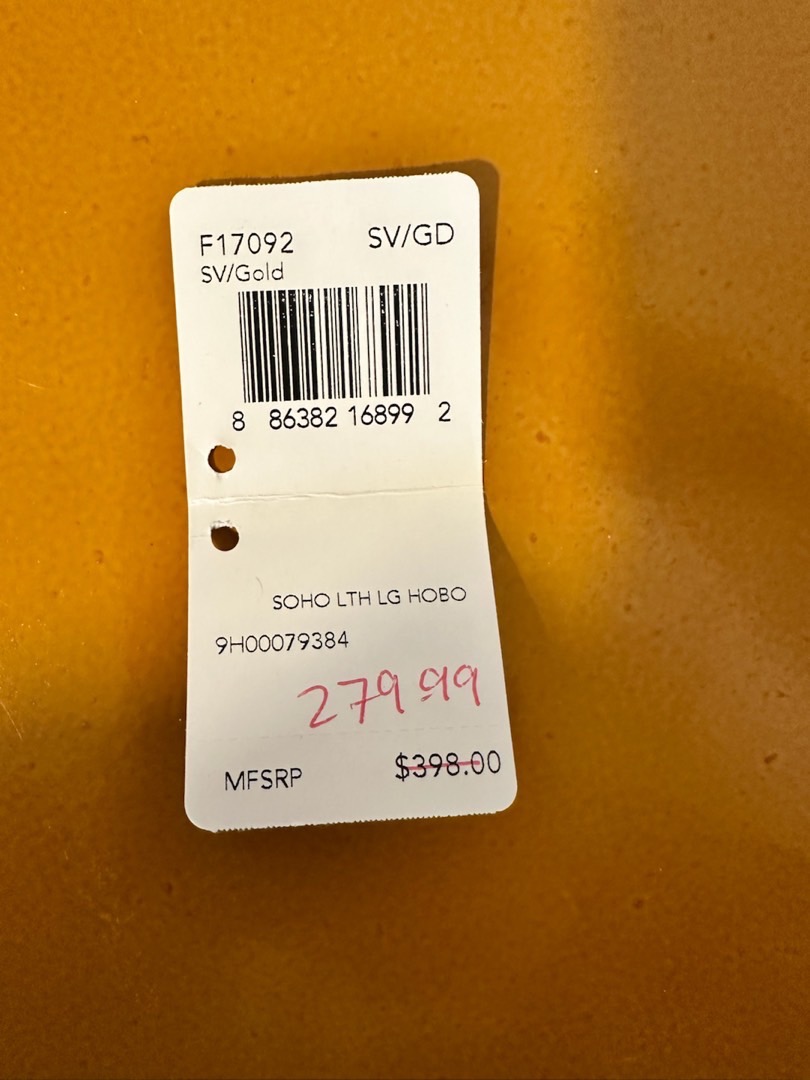 F17092 SV/GD
SV/Gold
8 86382 16899 2
SOHO LTH LG HOBO
9H00079384
279.99
MFSRP $398.00